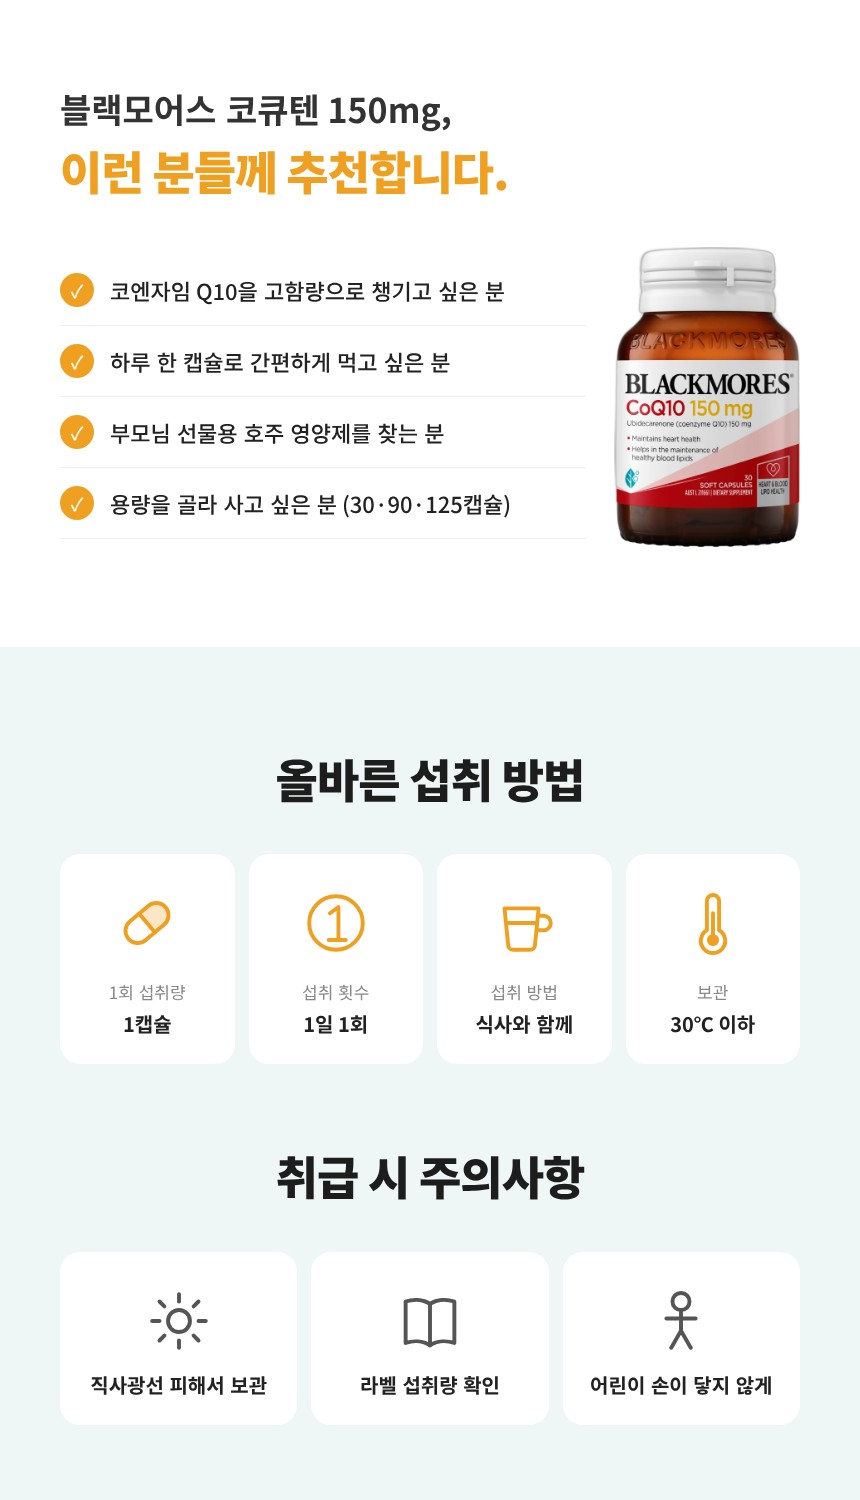 블랙모어스 코큐텐 150mg,
이런 분들께 추천합니다.
코엔자임 Q10을 고함량으로 챙기고 싶은 분
하루 한 캡슐로 간편하게 먹고 싶은 분
부모님 선물용 호주 영양제를 찾는 분
용량을 골라 사고 싶은 분 (30·90·125캡슐)
BLACKMORES
BLACKMORES®
CoQ10 150 mg
Ubidecarenone (coenzyme Q10) 150 mg
• Maintains heart health
• Helps in the maintenance of
healthy blood lipids
30
SOFT CAPSULES
DIETARY SUPPLEMENT
HEART & BLOOD
LIPID HEALTH
올바른 섭취 방법
1회 섭취량
1캡슐
1
섭취 횟수
1일 1회
섭취 방법
식사와 함께
보관
30℃ 이하
취급 시 주의사항
직사광선 피해서 보관
라벨 섭취량 확인
어린이 손이 닿지 않게